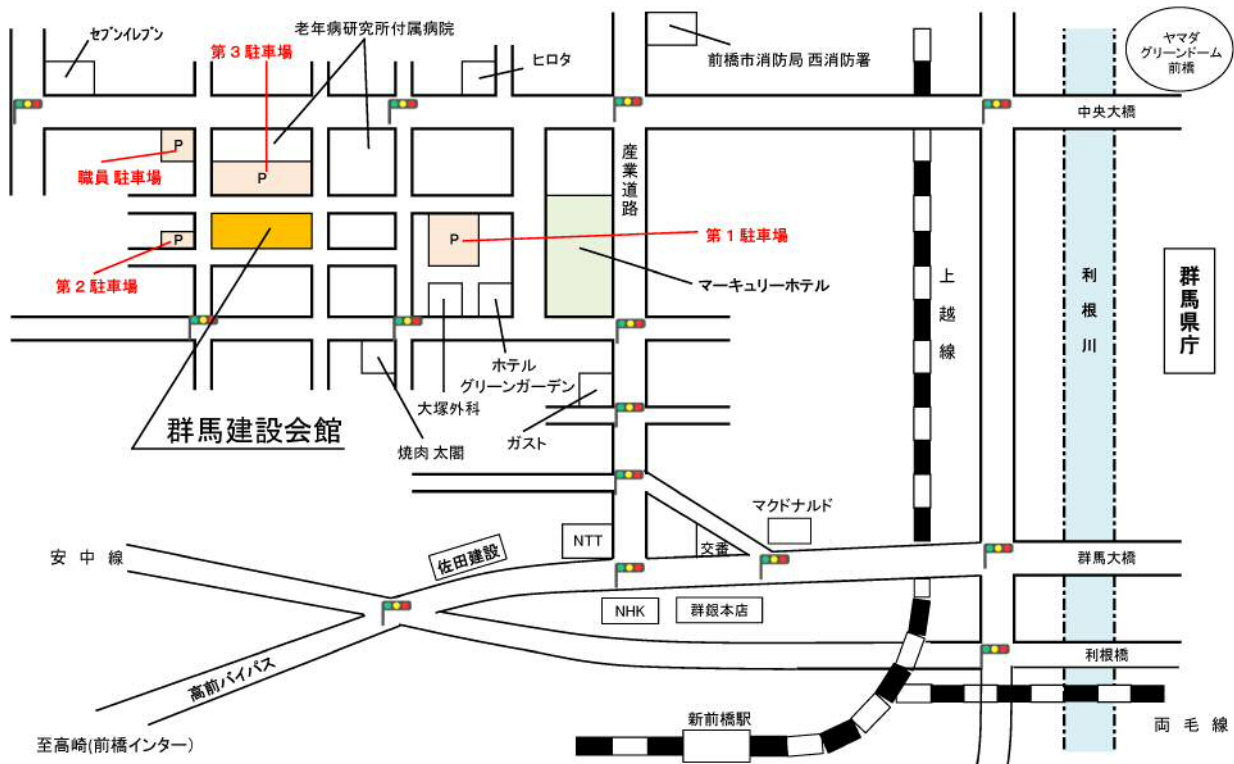 セブンイレブン
老年病研究所付属病院
第3駐車場
ヒロタ
前橋市消防局 西消防署
ヤマダ
グリーンドーム
前橋
中央大橋
P
職員 駐車場
P
産業道路
P
第2駐車場
P
第1駐車場
マーキュリーホテル
上越線
利根川
群馬県庁
ホテル
グリーンガーデン
大塚外科
群馬建設会館
焼肉 太閤
ガスト
マクドナルド
安中線
佐田建設
NTT
交番
群馬大橋
NHK
群銀本店
利根橋
高前バイパス
新前橋駅
両毛線
至高崎(前橋インター)